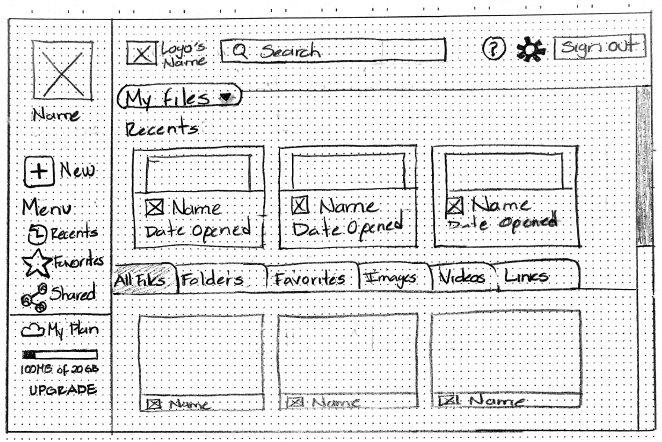 Logo's
Name
Search
?
Sign out
Name
My files
Recents
+ New
Menu
Recents
Favorites
Shared
Name
Date Opened
Name
Date Opened
Name
Date Opened
All Files
Folders
Favorites
Images
Videos
Links
My Plan
100MB of 20GB
UPGRADE
Name
Name
Name